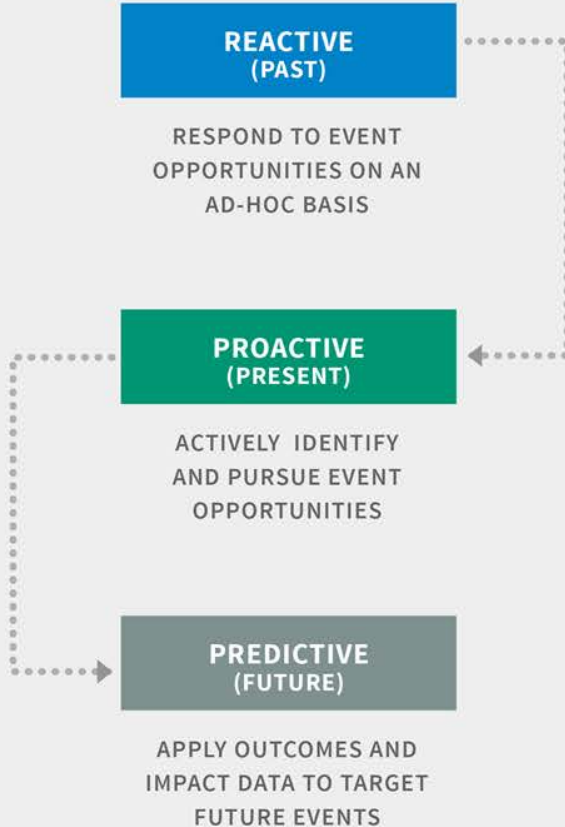 REACTIVE
(PAST)
RESPOND TO EVENT
OPPORTUNITIES ON AN
AD-HOC BASIS
PROACTIVE
(PRESENT)
ACTIVELY IDENTIFY
AND PURSUE EVENT
OPPORTUNITIES
PREDICTIVE
(FUTURE)
APPLY OUTCOMES AND
IMPACT DATA TO TARGET
FUTURE EVENTS